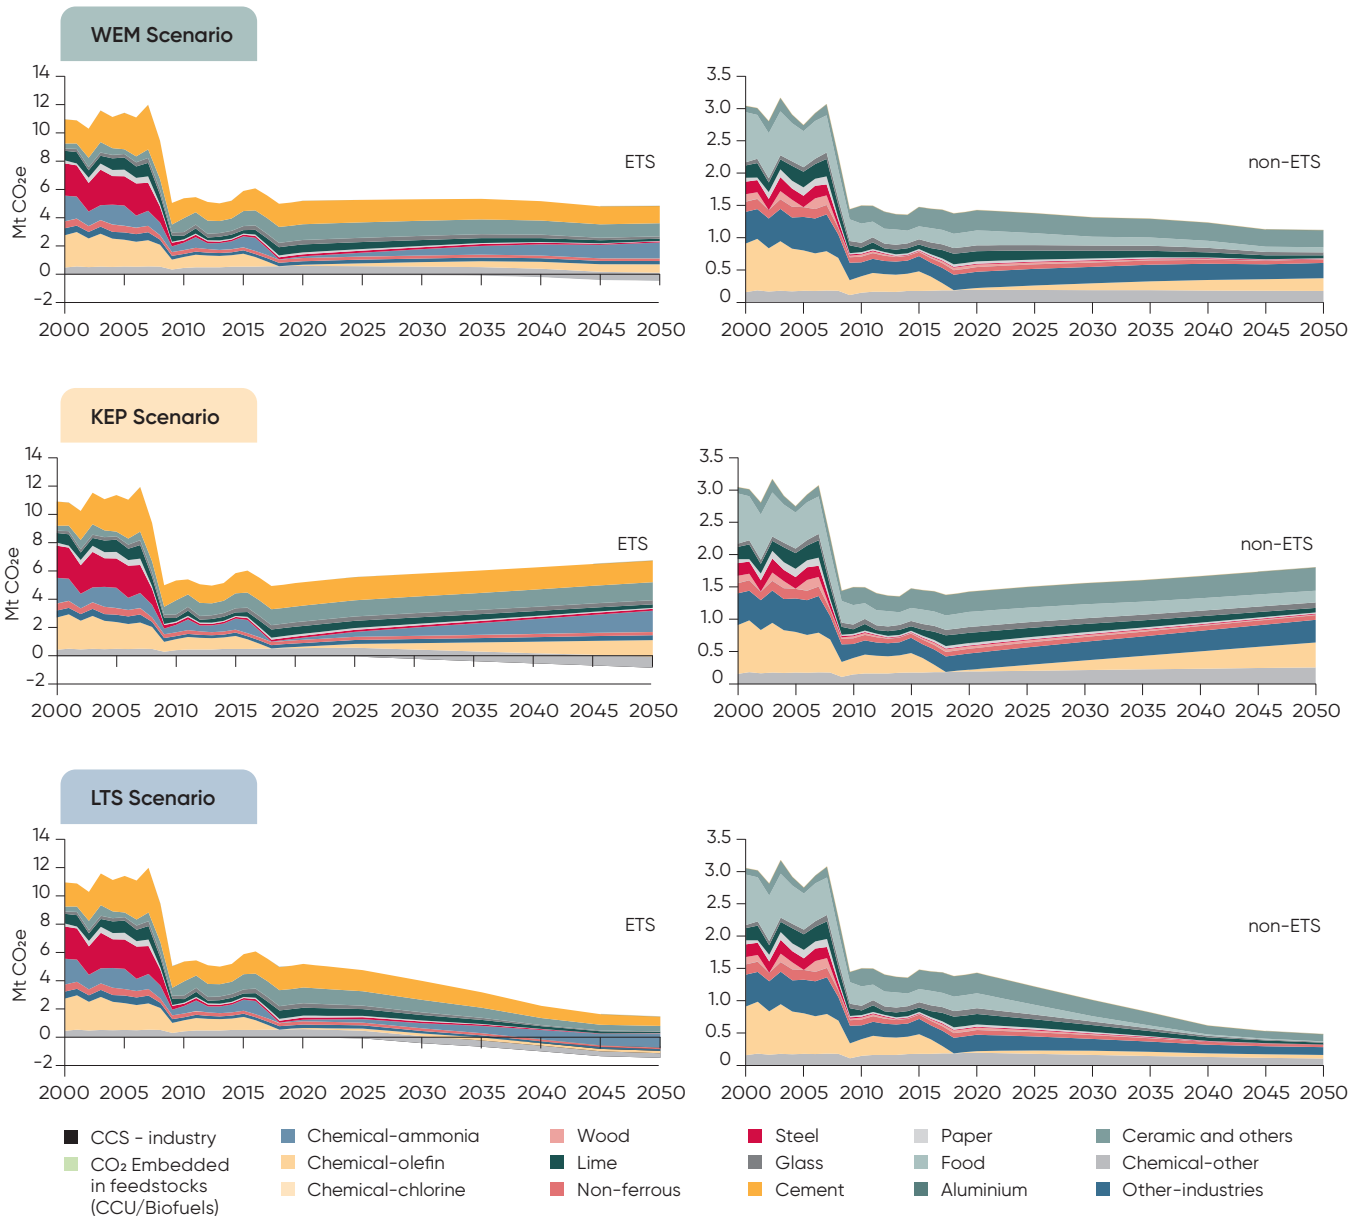 WEM Scenario
14
12
10
8
6
4
2
0
−2
Mt CO₂e
ETS
2000 2005 2010 2015 2020 2025 2030 2035 2040 2045 2050
3.5
3.0
2.5
2.0
1.5
1.0
0.5
0
non-ETS
2000 2005 2010 2015 2020 2025 2030 2035 2040 2045 2050
KEP Scenario
14
12
10
8
6
4
2
0
−2
Mt CO₂e
ETS
2000 2005 2010 2015 2020 2025 2030 2035 2040 2045 2050
3.5
3.0
2.5
2.0
1.5
1.0
0.5
0
non-ETS
2000 2005 2010 2015 2020 2025 2030 2035 2040 2045 2050
LTS Scenario
14
12
10
8
6
4
2
0
−2
Mt CO₂e
ETS
2000 2005 2010 2015 2020 2025 2030 2035 2040 2045 2050
3.5
3.0
2.5
2.0
1.5
1.0
0.5
0
non-ETS
2000 2005 2010 2015 2020 2025 2030 2035 2040 2045 2050
CCS - industry
CO₂ Embedded
in feedstocks
(CCU/Biofuels)
Chemical-ammonia
Chemical-olefin
Chemical-chlorine
Wood
Lime
Non-ferrous
Steel
Glass
Cement
Paper
Food
Aluminium
Ceramic and others
Chemical-other
Other-industries